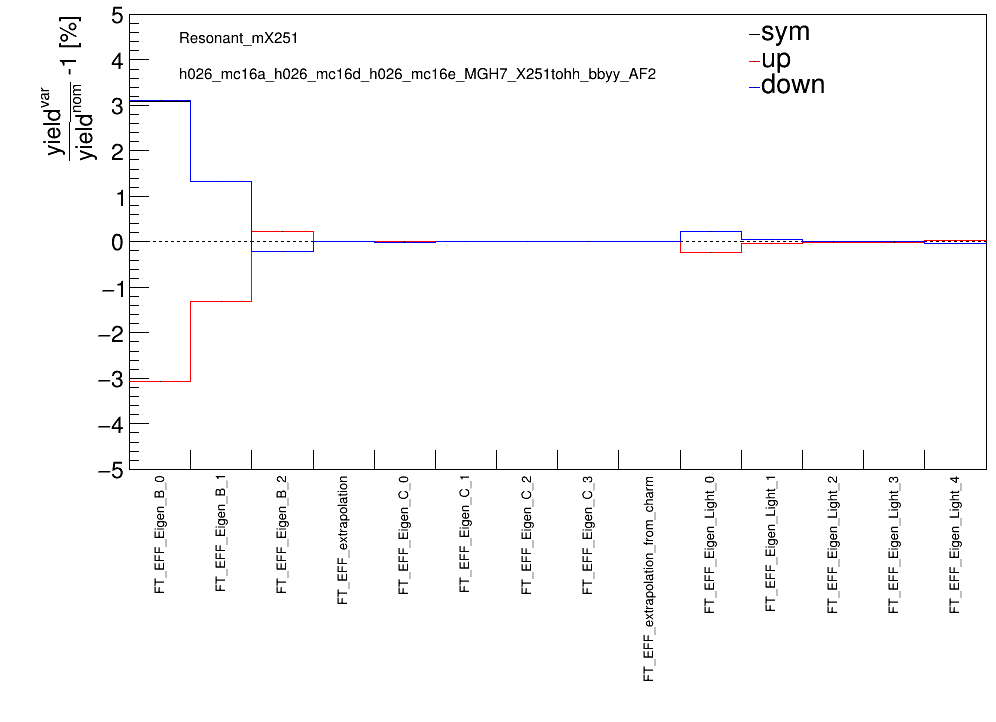 yield^var / yield^nom -1 [%]
5
4
3
2
1
0
−1
−2
−3
−4
−5
Resonant_mX251
h026_mc16a_h026_mc16d_h026_mc16e_MGH7_X251tohh_bbyy_AF2
sym
up
down
FT_EFF_Eigen_B_0
FT_EFF_Eigen_B_1
FT_EFF_Eigen_B_2
FT_EFF_extrapolation
FT_EFF_Eigen_C_0
FT_EFF_Eigen_C_1
FT_EFF_Eigen_C_2
FT_EFF_Eigen_C_3
FT_EFF_extrapolation_from_charm
FT_EFF_Eigen_Light_0
FT_EFF_Eigen_Light_1
FT_EFF_Eigen_Light_2
FT_EFF_Eigen_Light_3
FT_EFF_Eigen_Light_4